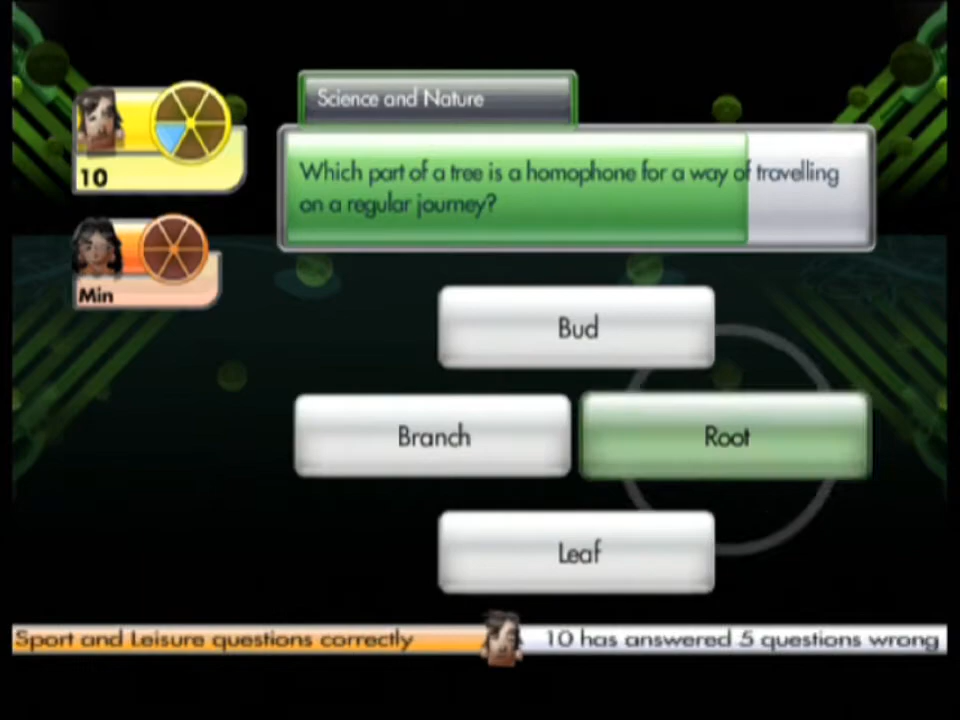 Science and Nature
10
Which part of a tree is a homophone for a way of travelling
on a regular journey?
Min
Bud
Branch
Root
Leaf
Sport and Leisure questions correctly
10 has answered 5 questions wrong